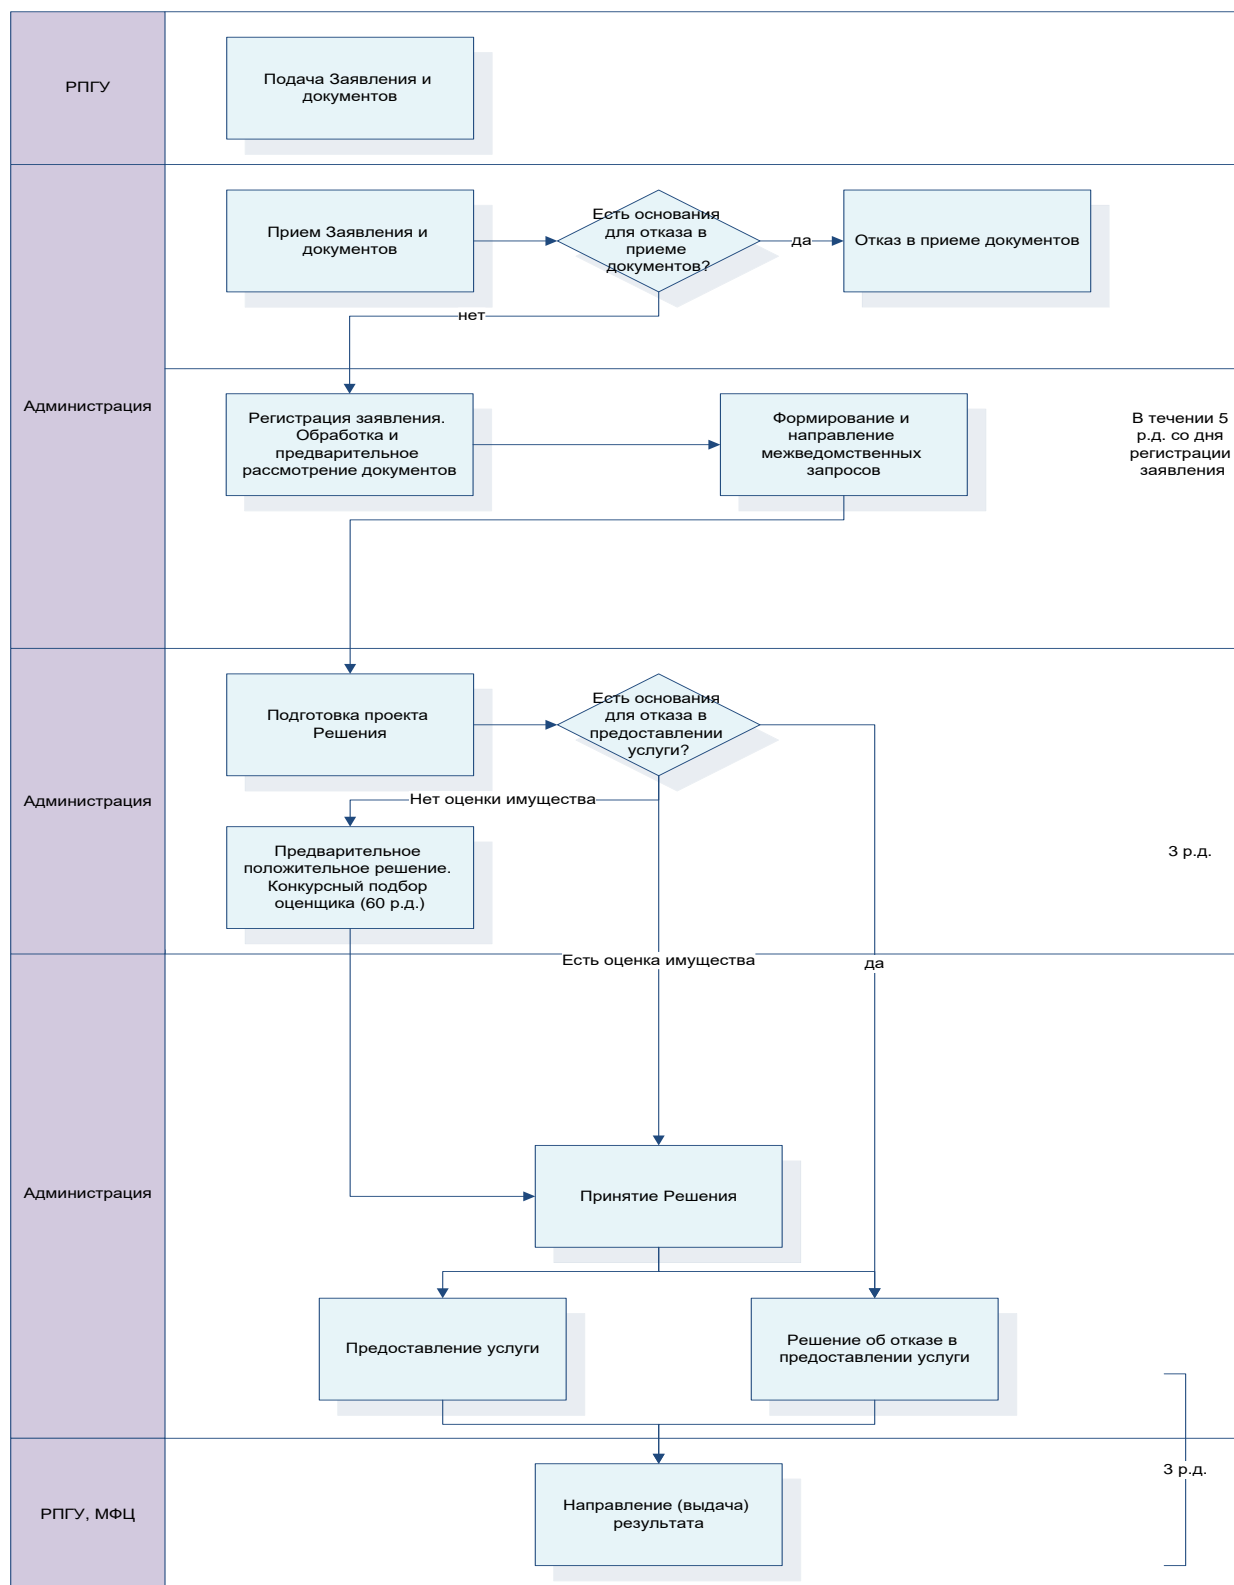 РПГУ
Подача Заявления и
документов
Администрация
Прием Заявления и
документов
Есть основания
для отказа в
приеме
документов?
да
Отказ в приеме документов
нет
Регистрация заявления.
Обработка и
предварительное
рассмотрение документов
Формирование и
направление
межведомственных
запросов
В течении 5
р.д. со дня
регистрации
заявления
Администрация
Подготовка проекта
Решения
Есть основания
для отказа в
предоставлении
услуги?
Нет оценки имущества
Предварительное
положительное решение.
Конкурсный подбор
оценщика (60 р.д.)
3 р.д.
Есть оценка имущества
да
Администрация
Принятие Решения
Предоставление услуги
Решение об отказе в
предоставлении услуги
3 р.д.
РПГУ, МФЦ
Направление (выдача)
результата